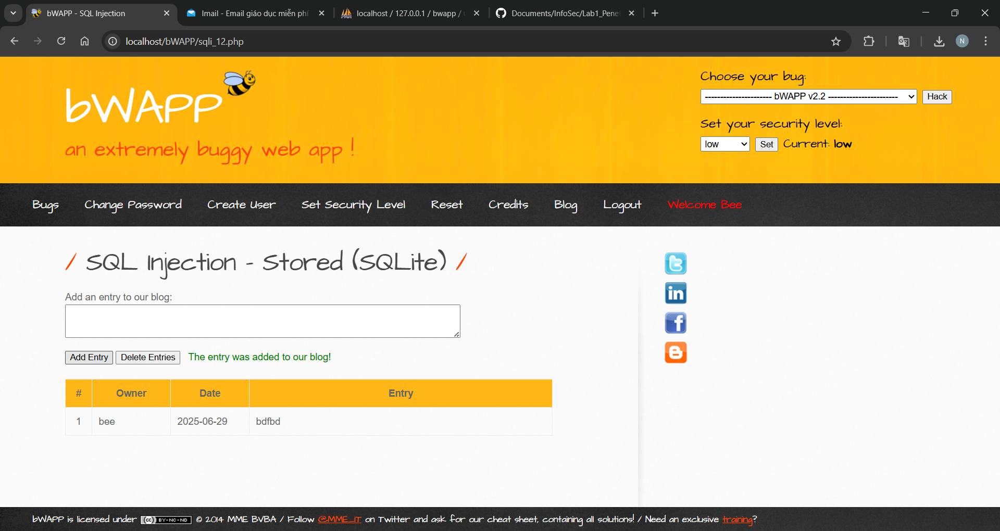 bWAPP - SQL Injection
Imail - Email giáo dục miễn phí
localhost / 127.0.0.1 / bwapp /
Documents/InfoSec/Lab1_Pene
localhost/bWAPP/sqli_12.php
N
bWAPP
an extremely buggy web app !
Choose your bug:
---------------------- bWAPP v2.2 -----------------------
Hack
Set your security level:
low
Set
Current: low
Bugs
Change Password
Create User
Set Security Level
Reset
Credits
Blog
Logout
Welcome Bee
/ SQL Injection - Stored (SQLite) /
Add an entry to our blog:
Add Entry
Delete Entries
The entry was added to our blog!
# Owner Date Entry
1 bee 2025-06-29 bdfbd
bWAPP is licensed under (cc) BY-NC-ND © 2014 MME BVBA / Follow @MME_IT on Twitter and ask for our cheat sheet, containing all solutions! / Need an exclusive training?